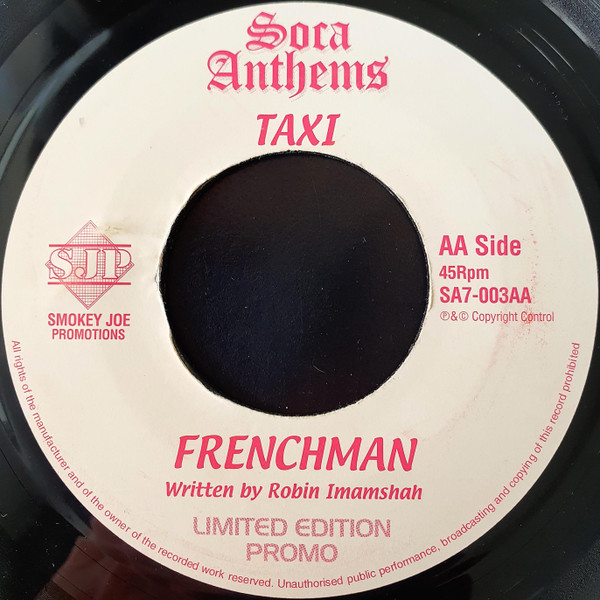 Soca
Anthems
TAXI
SJP
SMOKEY JOE
PROMOTIONS
AA Side
45Rpm
SA7-003AA
℗&© Copyright Control
FRENCHMAN
Written by Robin Imamshah
LIMITED EDITION
PROMO
All rights of the manufacturer and of the owner of the recorded work reserved. Unauthorised public performance, broadcasting and copying of this record prohibited